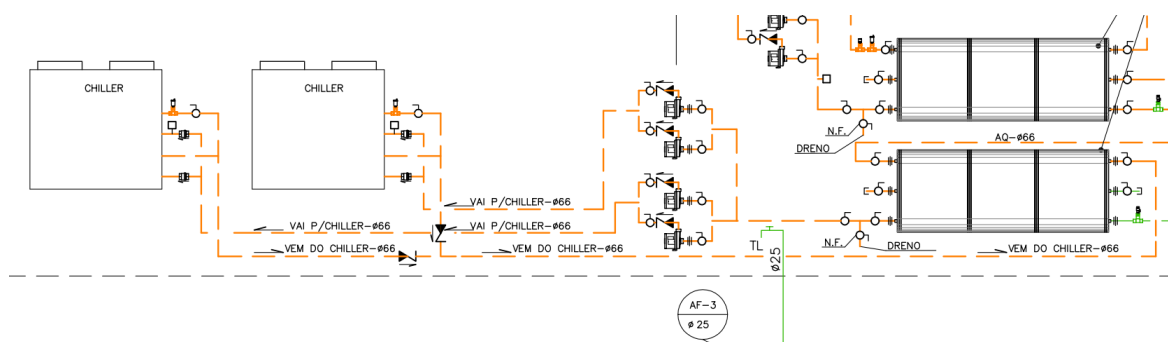 CHILLER
CHILLER
N.F.
DRENO
AQ-ø66
VAI P/CHILLER-ø66
VAI P/CHILLER-ø66
VAI P/CHILLER-ø66
VEM DO CHILLER-ø66
VEM DO CHILLER-ø66
TL
ø25
N.F.
DRENO
VEM DO CHILLER-ø66
AF-3
ø 25